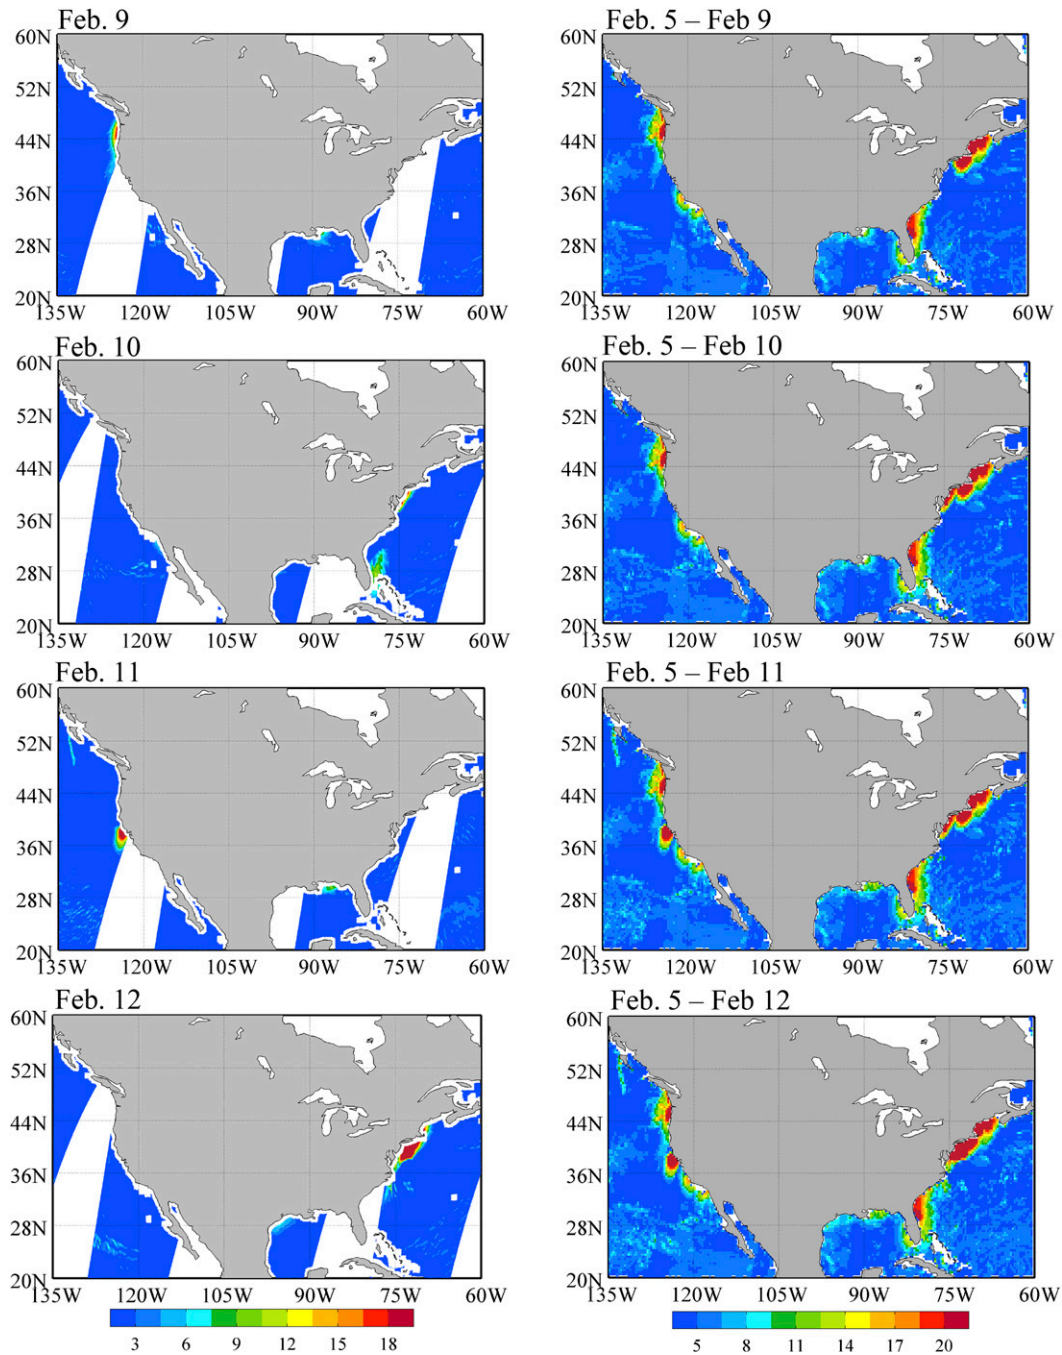 Feb. 9
60N
52N
44N
36N
28N
20N
135W 120W 105W 90W 75W 60W
Feb. 5 – Feb 9
60N
52N
44N
36N
28N
20N
135W 120W 105W 90W 75W 60W
Feb. 10
60N
52N
44N
36N
28N
20N
135W 120W 105W 90W 75W 60W
Feb. 5 – Feb 10
60N
52N
44N
36N
28N
20N
135W 120W 105W 90W 75W 60W
Feb. 11
60N
52N
44N
36N
28N
20N
135W 120W 105W 90W 75W 60W
Feb. 5 – Feb 11
60N
52N
44N
36N
28N
20N
135W 120W 105W 90W 75W 60W
Feb. 12
60N
52N
44N
36N
28N
20N
135W 120W 105W 90W 75W 60W
3 6 9 12 15 18
Feb. 5 – Feb 12
60N
52N
44N
36N
28N
20N
135W 120W 105W 90W 75W 60W
5 8 11 14 17 20